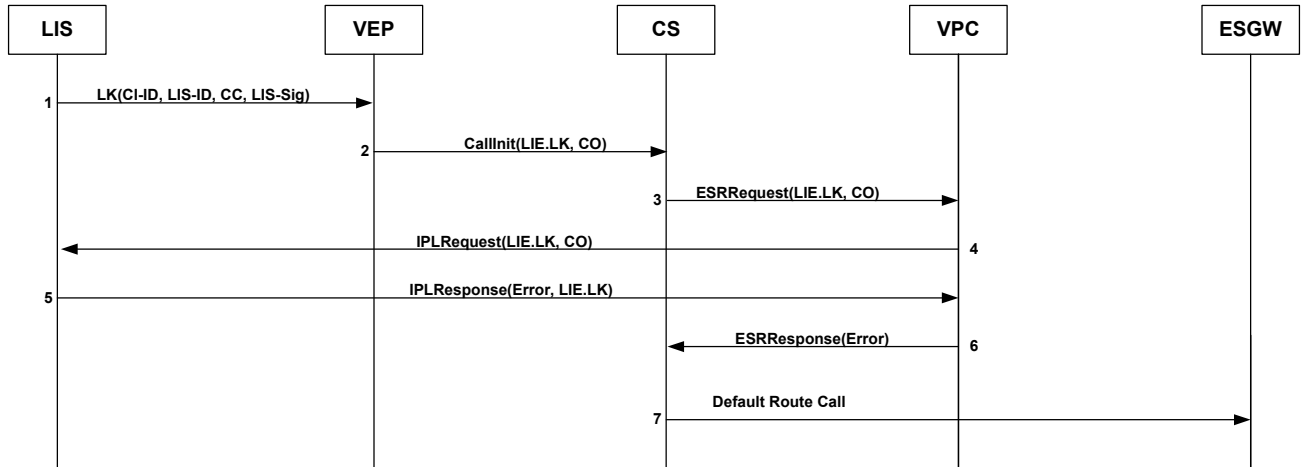 LIS VEP CS VPC ESGW
1 LK(CI-ID, LIS-ID, CC, LIS-Sig)
2 CallInit(LIE.LK, CO)
3 ESRRequest(LIE.LK, CO)
IPLRequest(LIE.LK, CO) 4
5 IPLResponse(Error, LIE.LK)
ESRResponse(Error) 6
7 Default Route Call